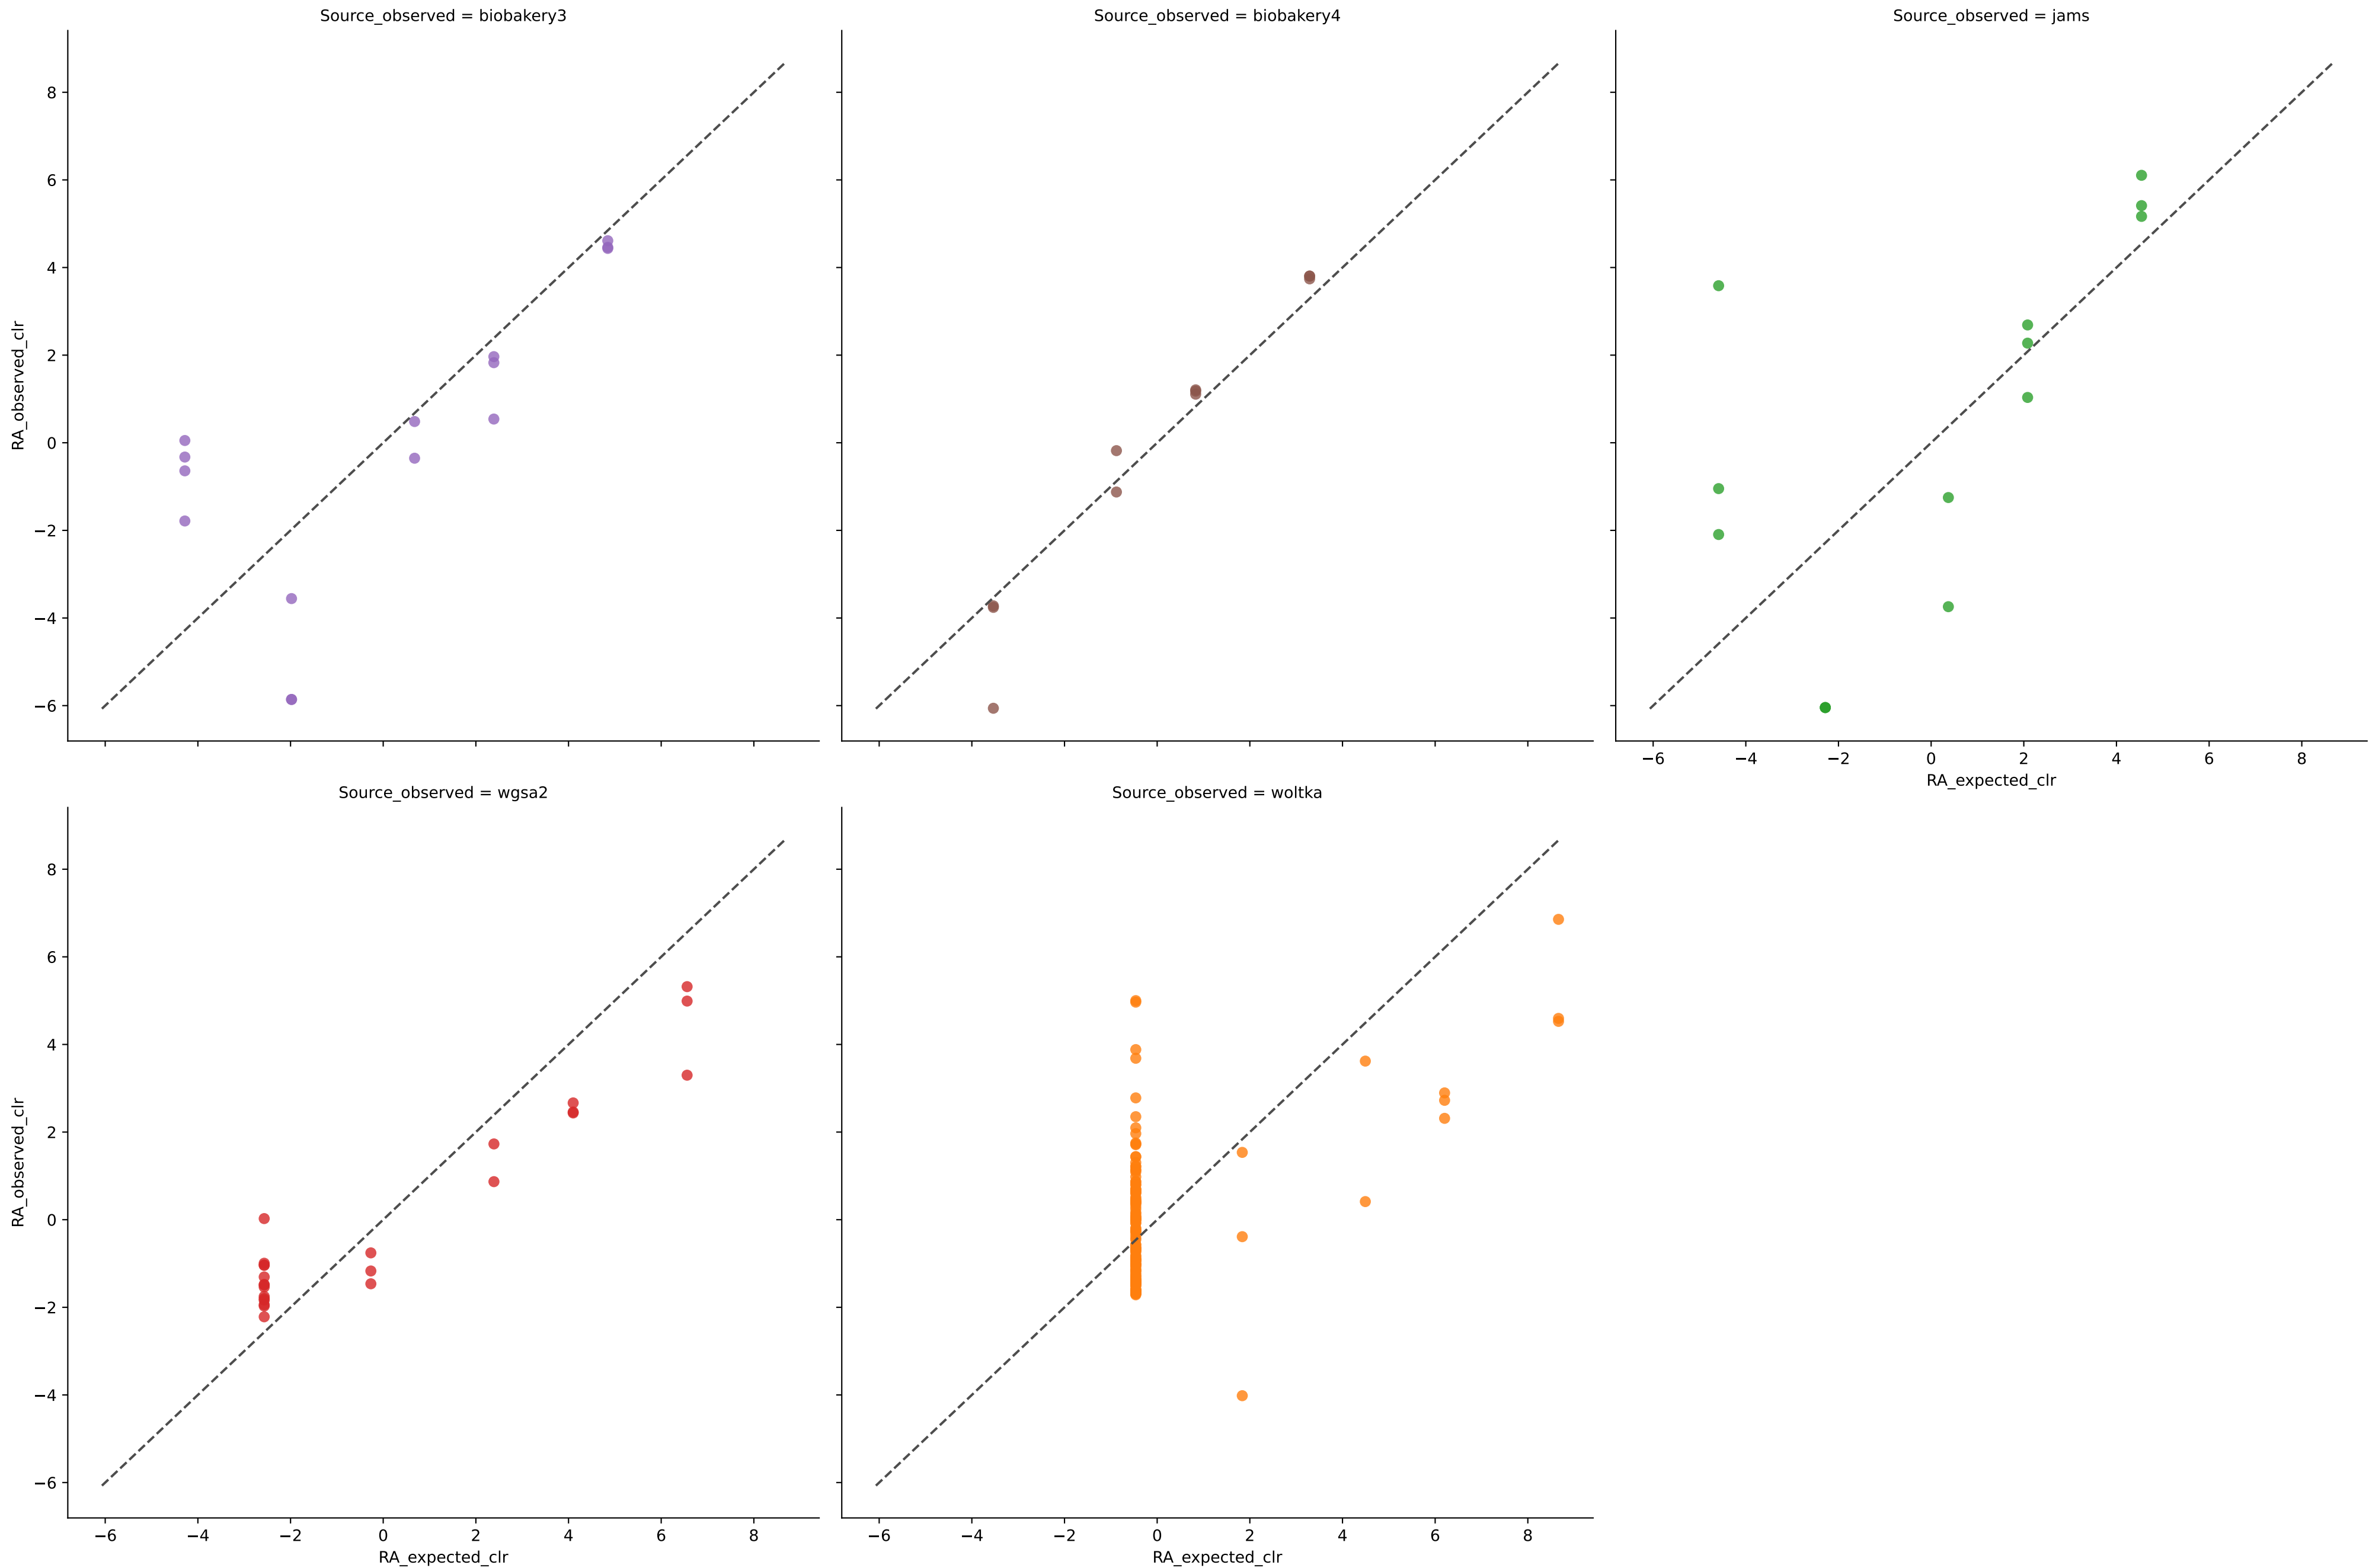 Source_observed = biobakery3
Source_observed = biobakery4
Source_observed = jams
8
6
4
2
0
−2
−4
−6
RA_observed_clr
−6 −4 −2 0 2 4 6 8
RA_expected_clr
Source_observed = wgsa2
Source_observed = woltka
8
6
4
2
0
−2
−4
−6
RA_observed_clr
−6 −4 −2 0 2 4 6 8
−6 −4 −2 0 2 4 6 8
RA_expected_clr
RA_expected_clr